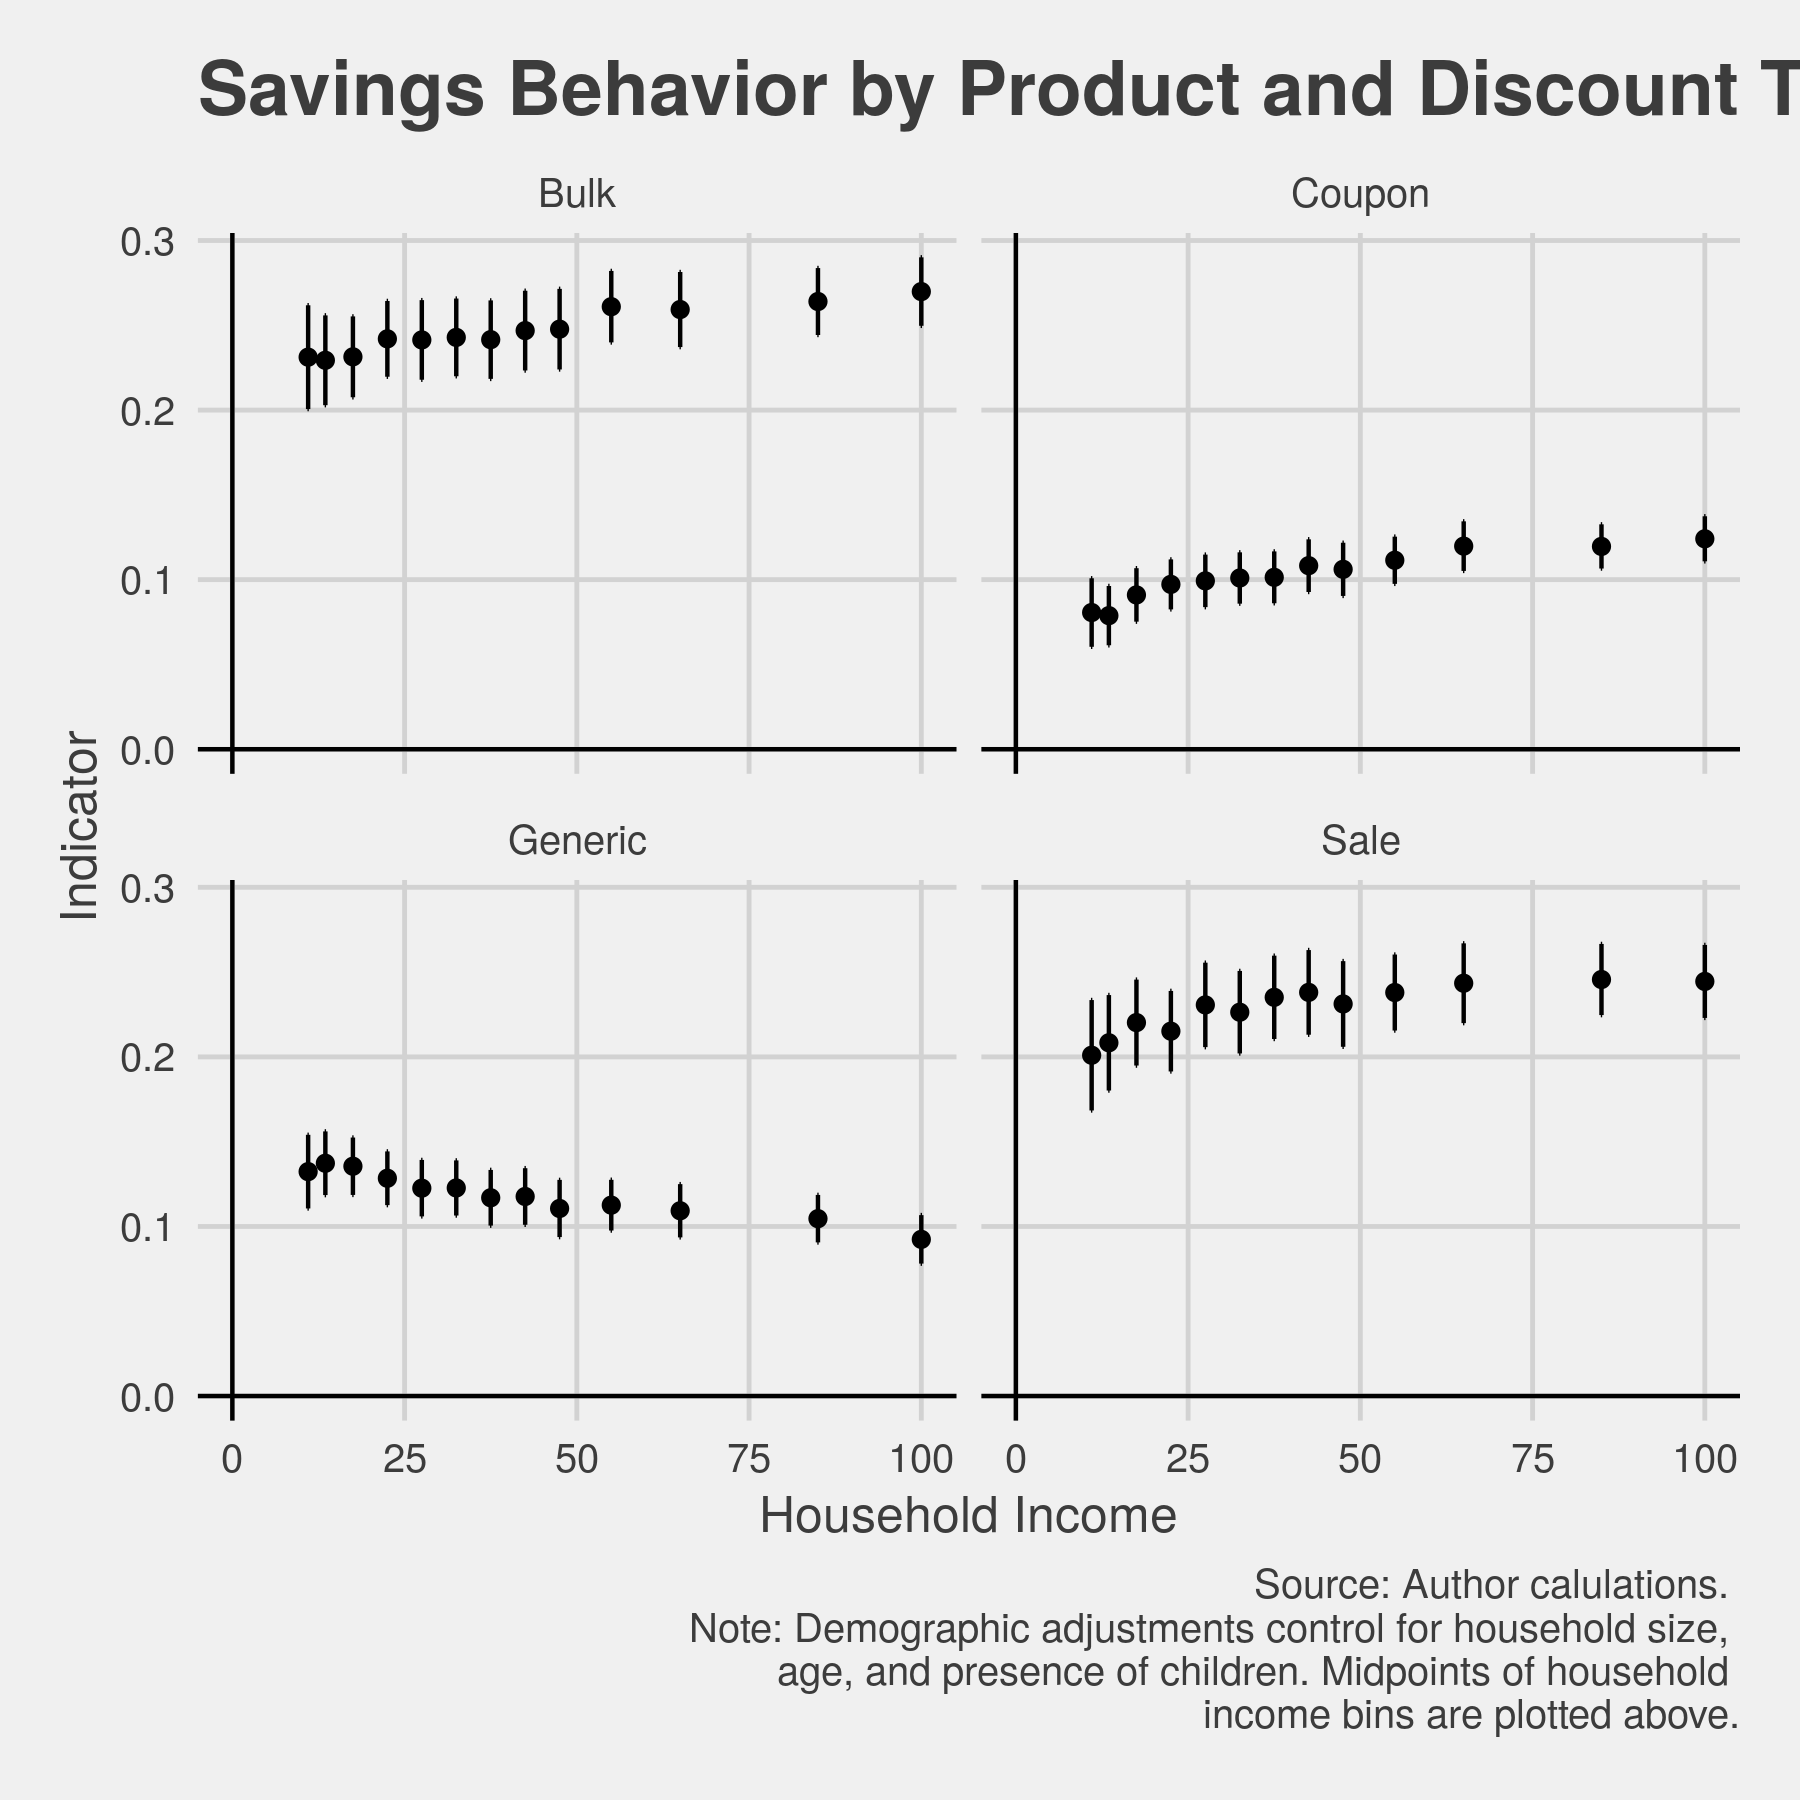 Savings Behavior by Product and Discount T
Bulk
Coupon
0.3
0.2
0.1
0.0
Indicator
Generic
Sale
0.3
0.2
0.1
0.0
0 25 50 75 100 0 25 50 75 100
Household Income
Source: Author calulations.
Note: Demographic adjustments control for household size,
age, and presence of children. Midpoints of household
income bins are plotted above.